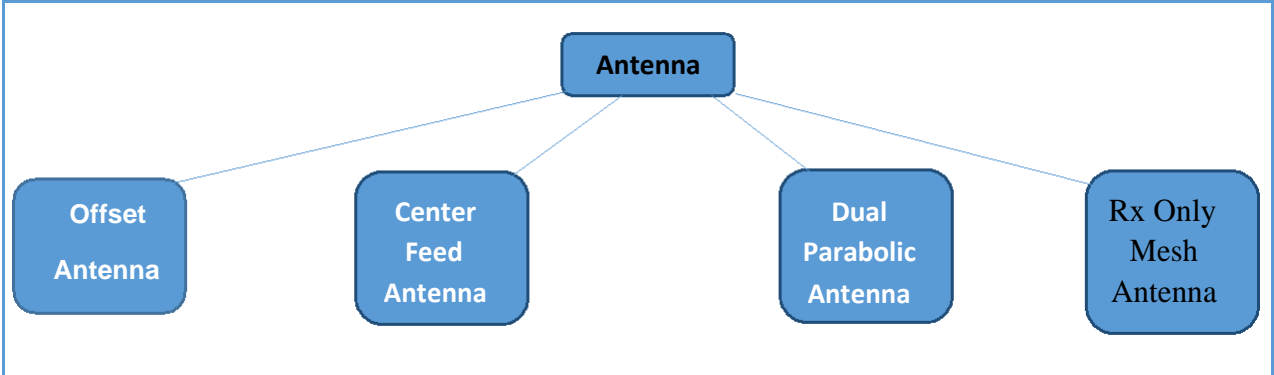 Antenna
Offset
Antenna
Center
Feed
Antenna
Dual
Parabolic
Antenna
Rx Only
Mesh
Antenna